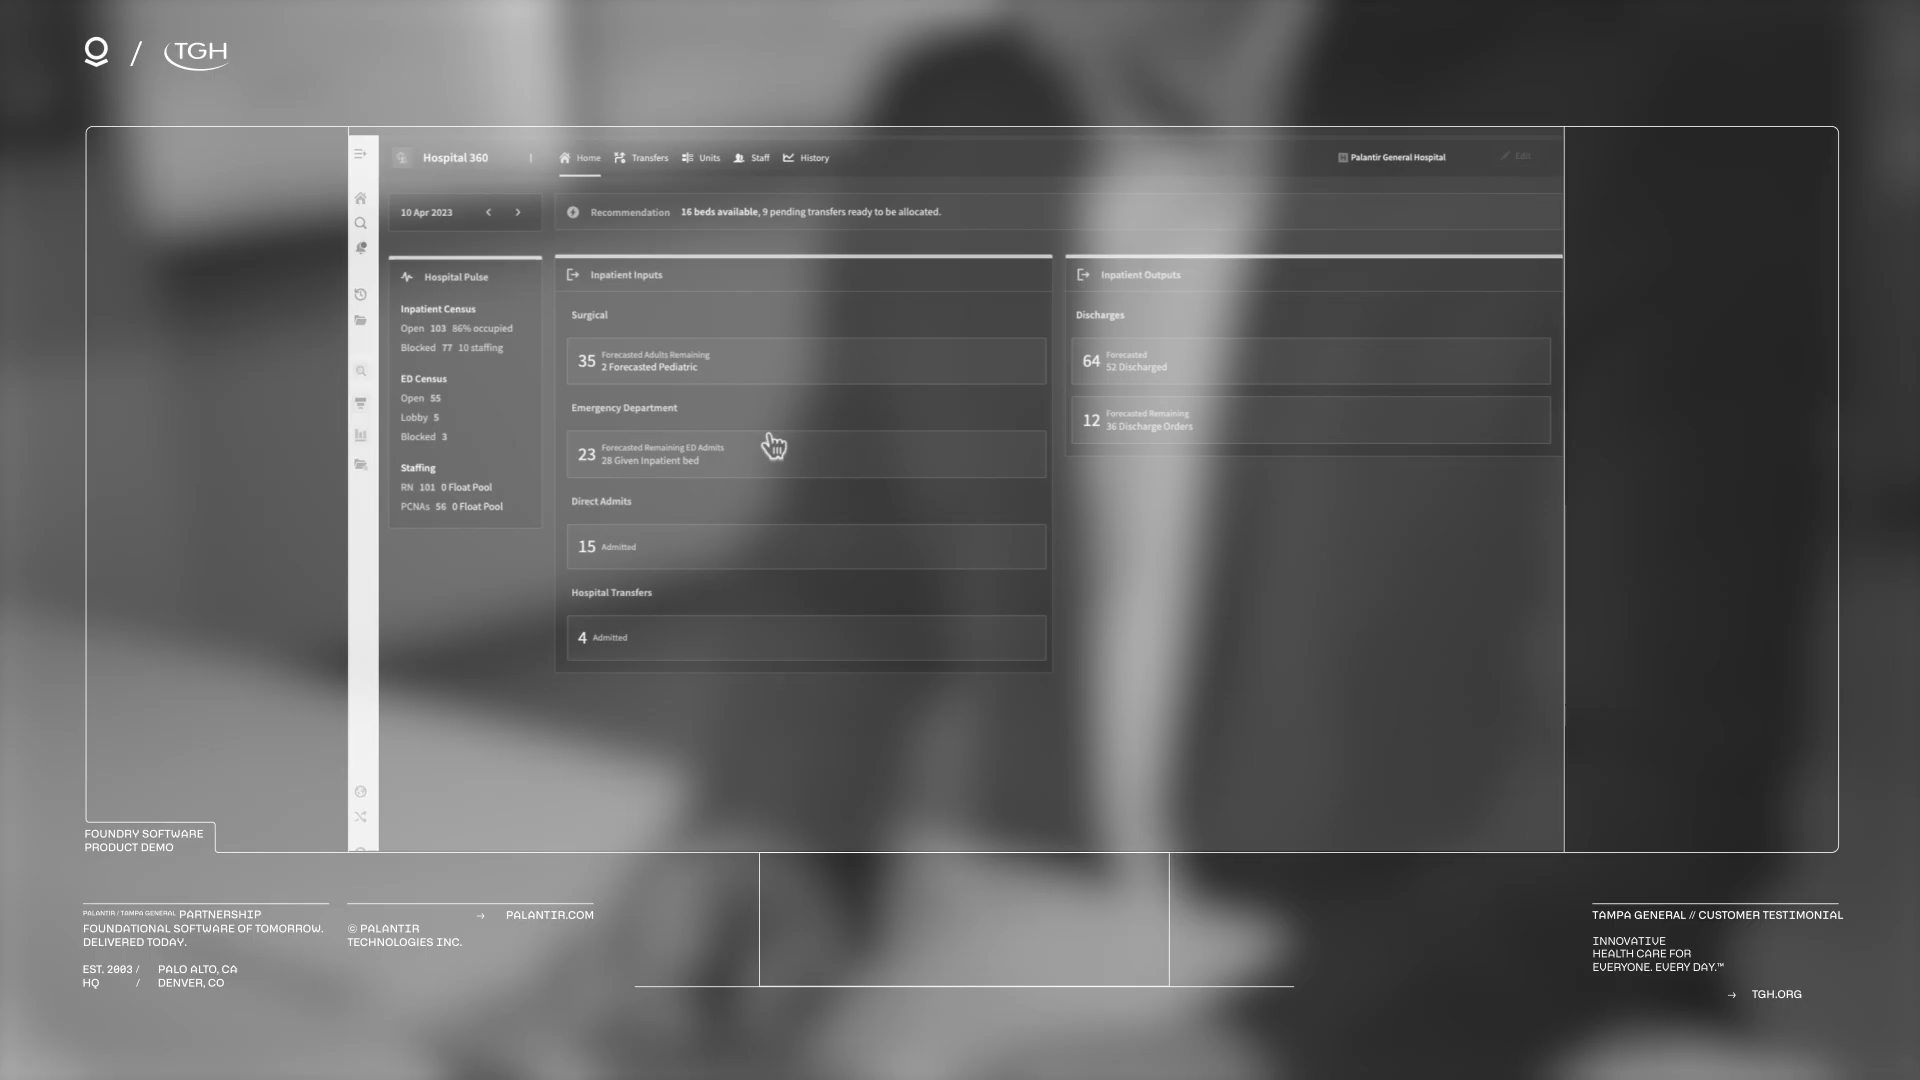 / TGH
Hospital 360
Home
Transfers
Units
Staff
History
Palantir General Hospital
Edit
10 Apr 2023
Recommendation 16 beds available, 9 pending transfers ready to be allocated.
Hospital Pulse
Inpatient Census
Open 103 86% occupied
Blocked 77 10 staffing
ED Census
Open 55
Lobby 5
Blocked 3
Staffing
RN 101 0 Float Pool
PCNAs 56 0 Float Pool
Inpatient Inputs
Surgical
35 Forecasted Adults Remaining
2 Forecasted Pediatric
Emergency Department
23 Forecasted Remaining ED Admits
28 Given Inpatient bed
Direct Admits
15 Admitted
Hospital Transfers
4 Admitted
Inpatient Outputs
Discharges
64 Forecasted
52 Discharged
12 Forecasted Remaining
36 Discharge Orders
FOUNDRY SOFTWARE
PRODUCT DEMO
PALANTIR / TAMPA GENERAL PARTNERSHIP
FOUNDATIONAL SOFTWARE OF TOMORROW.
DELIVERED TODAY.
EST. 2003 / PALO ALTO, CA
HQ / DENVER, CO
→ PALANTIR.COM
© PALANTIR
TECHNOLOGIES INC.
TAMPA GENERAL // CUSTOMER TESTIMONIAL
INNOVATIVE
HEALTH CARE FOR
EVERYONE. EVERY DAY.™
→ TGH.ORG